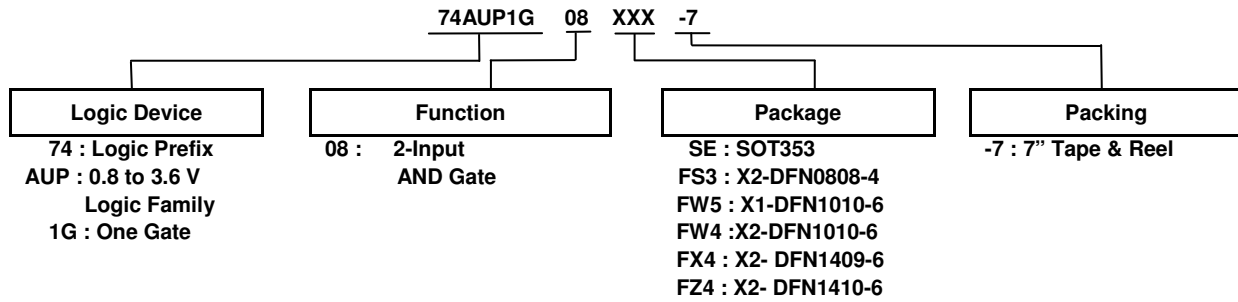 74AUP1G 08 XXX -7
Logic Device
74 : Logic Prefix
AUP : 0.8 to 3.6 V
Logic Family
1G : One Gate
Function
08 : 2-Input
AND Gate
Package
SE : SOT353
FS3 : X2-DFN0808-4
FW5 : X1-DFN1010-6
FW4 :X2-DFN1010-6
FX4 : X2- DFN1409-6
FZ4 : X2- DFN1410-6
Packing
-7 : 7” Tape & Reel